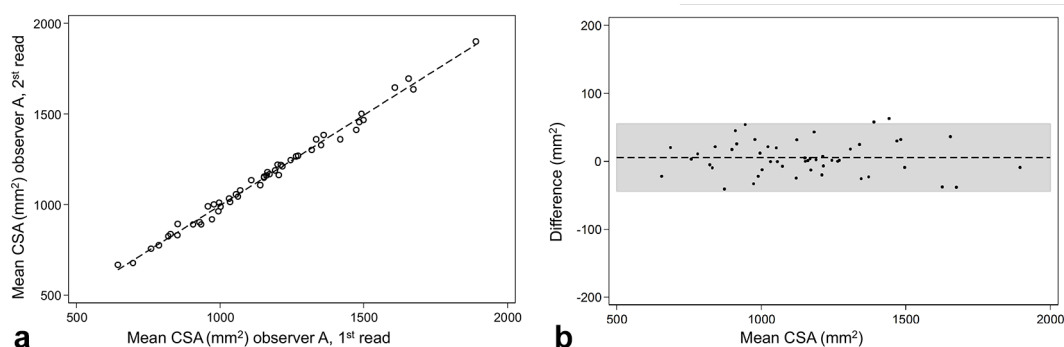 2000
1500
1000
500
Mean CSA (mm²) observer A, 2ˢᵗ read
500 1000 1500 2000
Mean CSA (mm²) observer A, 1ˢᵗ read
a
200
100
0
-100
-200
Difference (mm²)
500 1000 1500 2000
Mean CSA (mm²)
b